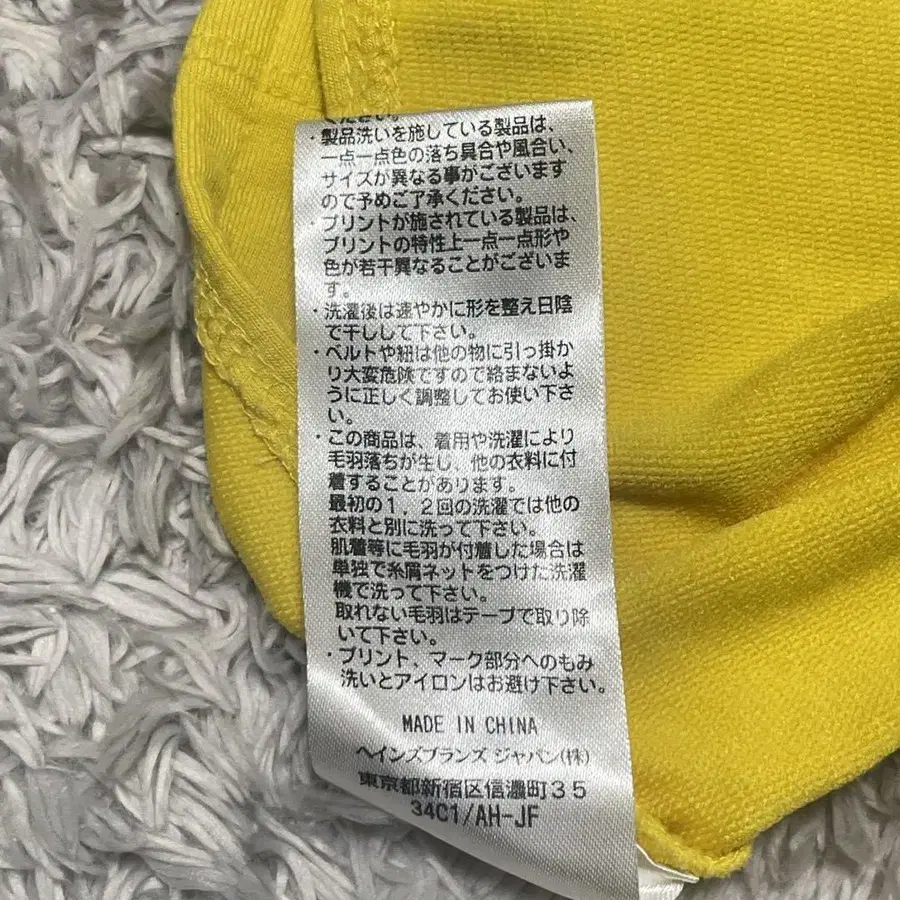 ください。
・製品洗いを施している製品は、
一点一点色の落ち具合や風合い、
サイズが異なる事がございます
ので予めご了承ください。
・プリントが施されている製品は、
プリントの特性上一点一点形や
色が若干異なることがございま
す。
・洗濯後は速やかに形を整え日陰
で干しして下さい。
・ベルトや紐は他の物に引っ掛か
り大変危険ですので絡まないよ
うに正しく調整してお使い下さ
い。
・この商品は、着用や洗濯により
毛羽落ちが生じ、他の衣料に付
着することがあります。
最初の1,2回の洗濯では他の
衣料と別に洗って下さい。
肌着等に毛羽が付着した場合は
単独で糸屑ネットをつけた洗濯
機で洗って下さい。
取れない毛羽はテープで取り除
いて下さい。
・プリント、マーク部分へのもみ
洗いとアイロンはお避け下さい。
MADE IN CHINA
ヘインズブランズ ジャパン(株)
東京都新宿区信濃町35
34C1/AH-JF